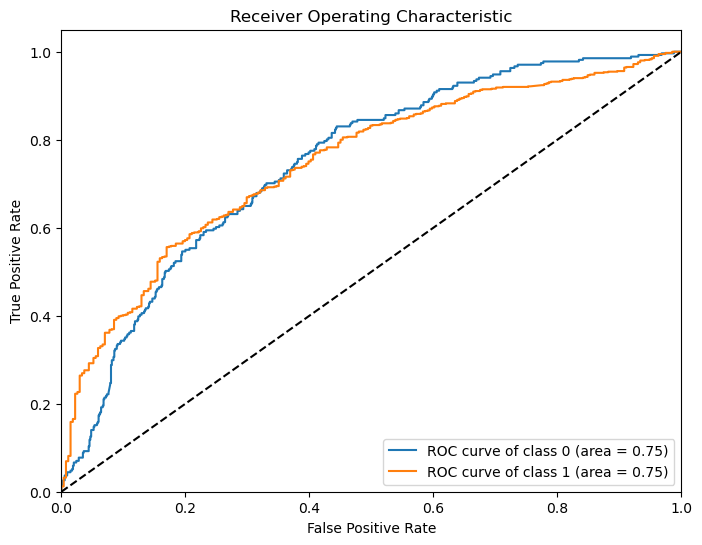 Receiver Operating Characteristic
True Positive Rate
1.0
0.8
0.6
0.4
0.2
0.0
ROC curve of class 0 (area = 0.75)
ROC curve of class 1 (area = 0.75)
0.0 0.2 0.4 0.6 0.8 1.0
False Positive Rate